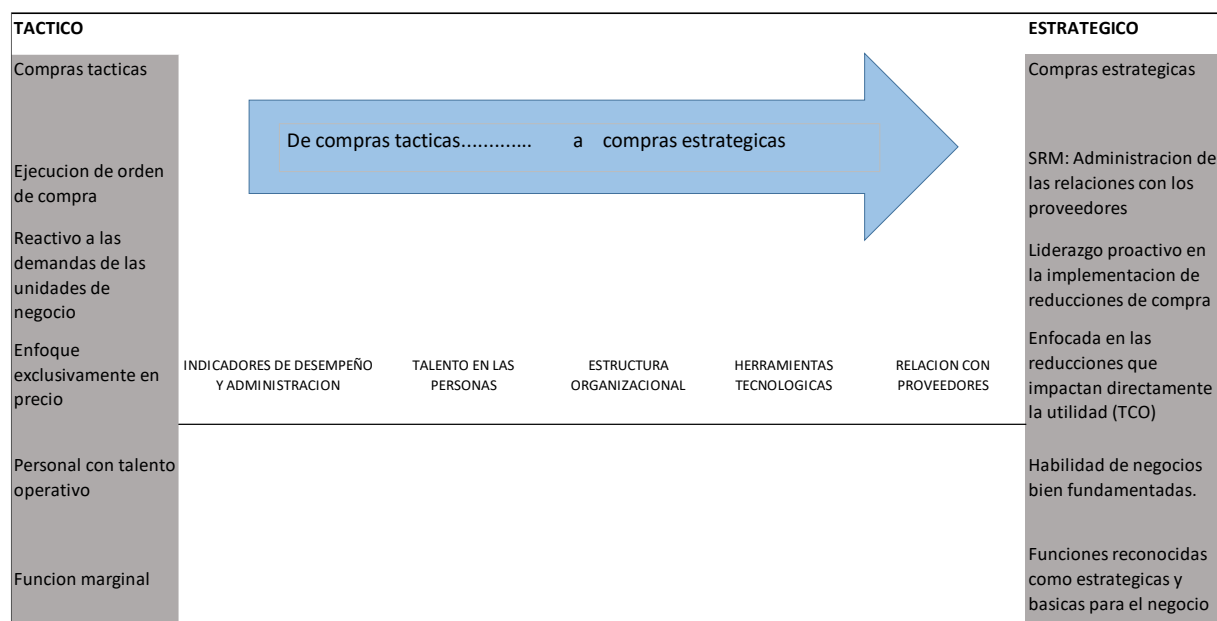 TACTICO
ESTRATEGICO
Compras tacticas
Compras estrategicas
De compras tacticas............. a compras estrategicas
Ejecucion de orden
de compra
SRM: Administracion de
las relaciones con los
proveedores
Reactivo a las
demandas de las
unidades de
negocio
Liderazgo proactivo en
la implementacion de
reducciones de compra
Enfoque
exclusivamente en
precio
INDICADORES DE DESEMPEÑO
Y ADMINISTRACION
TALENTO EN LAS
PERSONAS
ESTRUCTURA
ORGANIZACIONAL
HERRAMIENTAS
TECNOLOGICAS
RELACION CON
PROVEEDORES
Enfocada en las
reducciones que
impactan directamente
la utilidad (TCO)
Personal con talento
operativo
Habilidad de negocios
bien fundamentadas.
Funcion marginal
Funciones reconocidas
como estrategicas y
basicas para el negocio